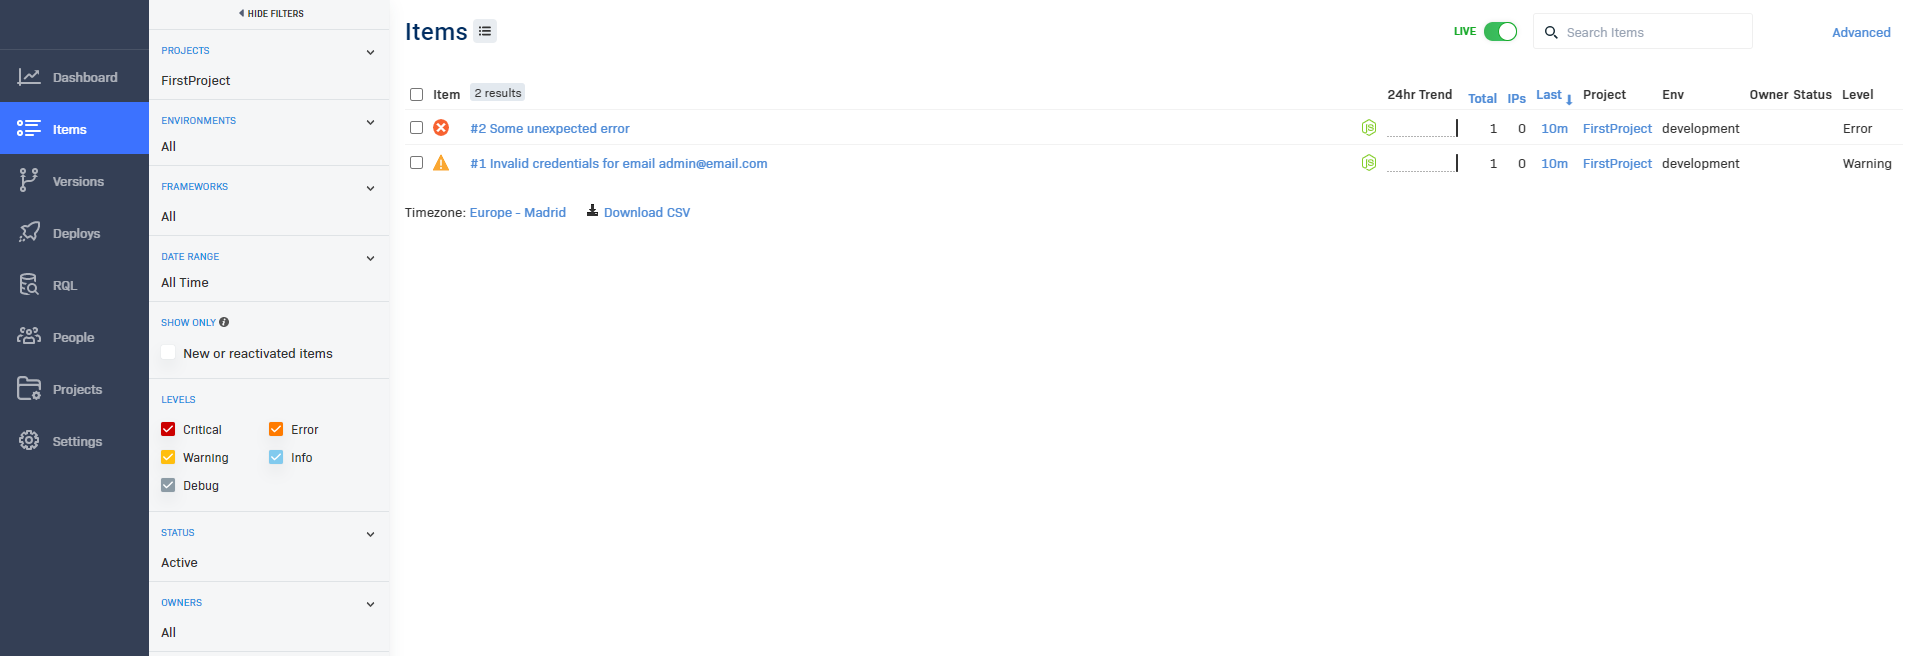 Dashboard
Items
Versions
Deploys
RQL
People
Projects
Settings
HIDE FILTERS
PROJECTS
FirstProject
ENVIRONMENTS
All
FRAMEWORKS
All
DATE RANGE
All Time
SHOW ONLY
New or reactivated items
LEVELS
Critical Error
Warning Info
Debug
STATUS
Active
OWNERS
All
Items LIVE Search Items Advanced
Item 2 results 24hr Trend Total IPs Last Project Env Owner Status Level
#2 Some unexpected error JS 1 0 10m FirstProject development Error
#1 Invalid credentials for email admin@email.com JS 1 0 10m FirstProject development Warning
Timezone: Europe - Madrid Download CSV